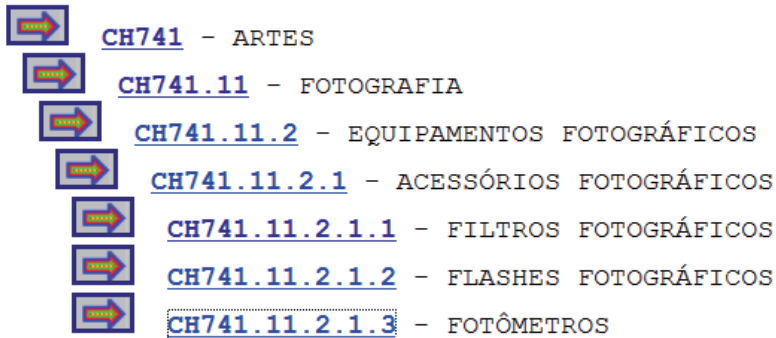 CH741 - ARTES
CH741.11 - FOTOGRAFIA
CH741.11.2 - EQUIPAMENTOS FOTOGRÁFICOS
CH741.11.2.1 - ACESSÓRIOS FOTOGRÁFICOS
CH741.11.2.1.1 - FILTROS FOTOGRÁFICOS
CH741.11.2.1.2 - FLASHES FOTOGRÁFICOS
CH741.11.2.1.3 - FOTÔMETROS